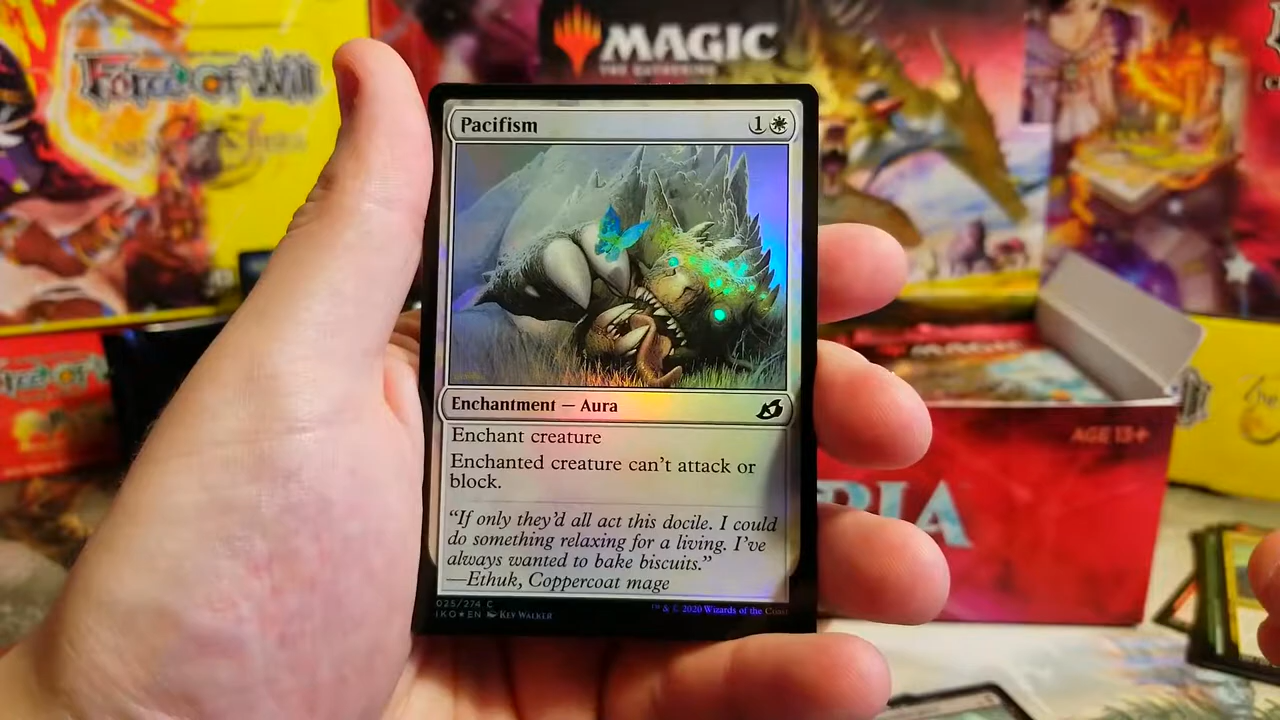 Force of Will
MAGIC
THE GATHERING
Pacifism
1
Enchantment — Aura
Enchant creature
Enchanted creature can't attack or
block.
“If only they'd all act this docile. I could
do something relaxing for a living. I've
always wanted to bake biscuits.”
—Ethuk, Coppercoat mage
025/274 C
IKO★EN Kev Walker
™ & © 2020 Wizards of the Coast
AGE 13+
RIA